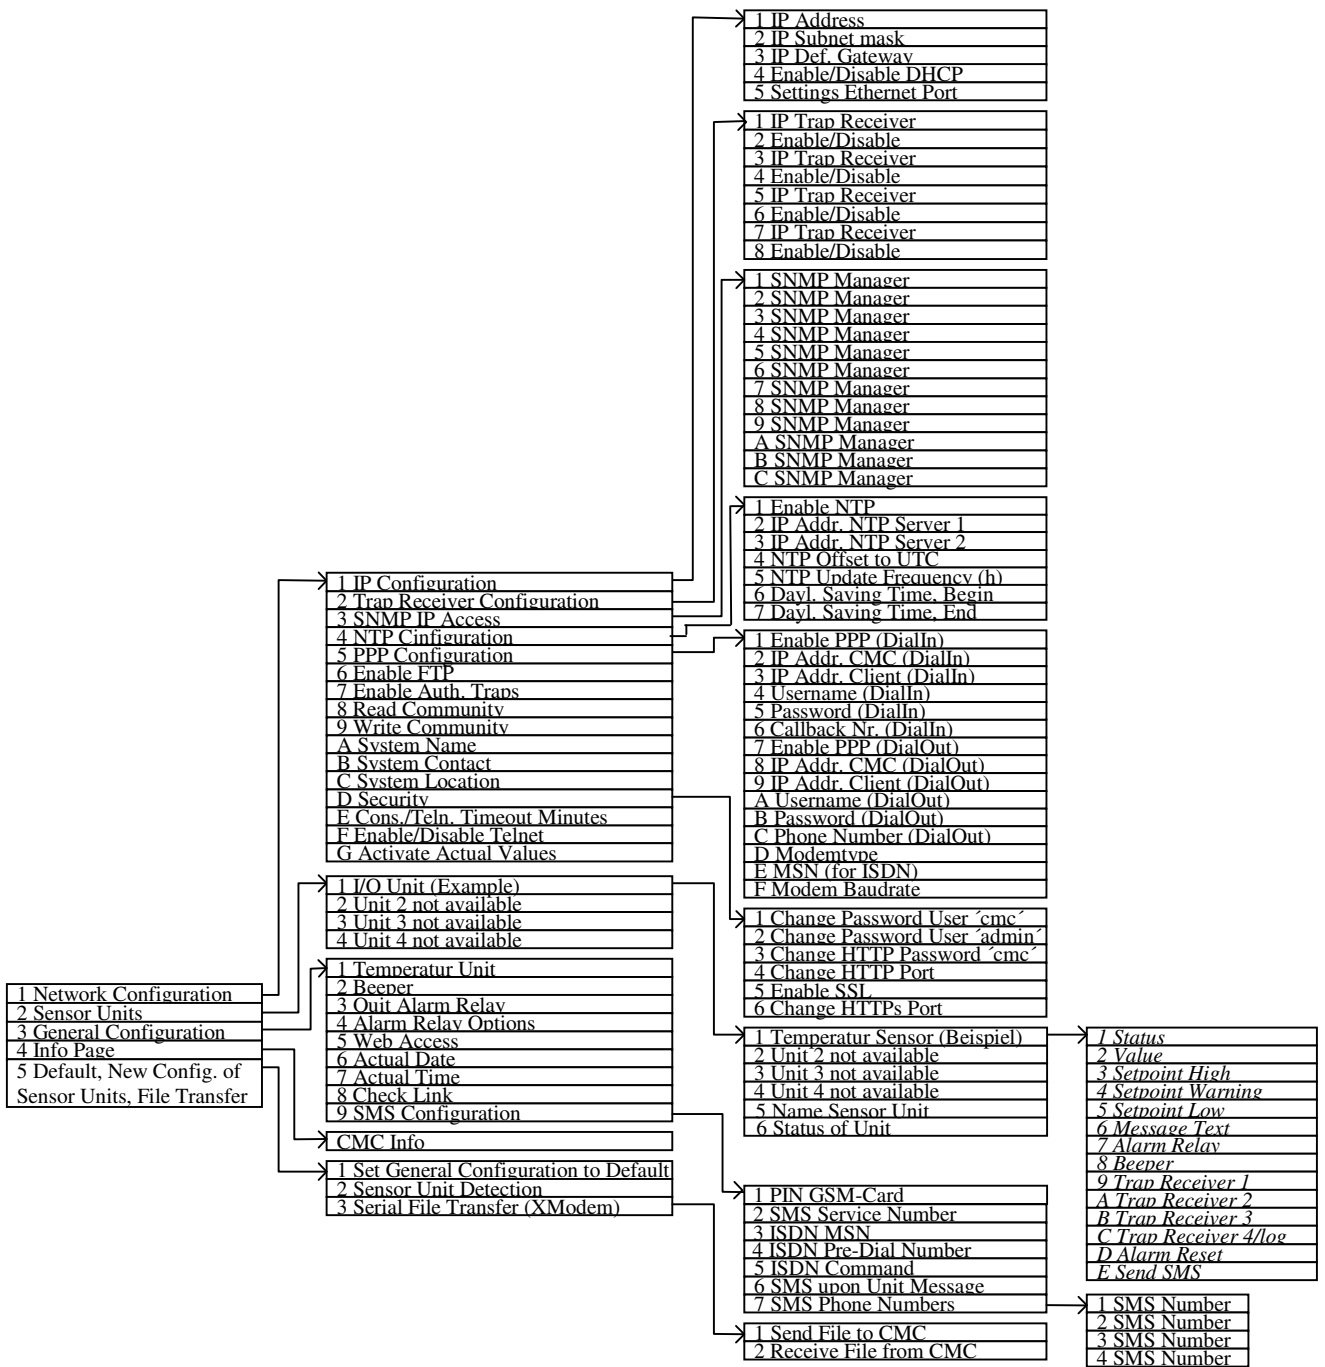 1 IP Address
2 IP Subnet mask
3 IP Def. Gateway
4 Enable/Disable DHCP
5 Settings Ethernet Port
1 IP Trap Receiver
2 Enable/Disable
3 IP Trap Receiver
4 Enable/Disable
5 IP Trap Receiver
6 Enable/Disable
7 IP Trap Receiver
8 Enable/Disable
1 SNMP Manager
2 SNMP Manager
3 SNMP Manager
4 SNMP Manager
5 SNMP Manager
6 SNMP Manager
7 SNMP Manager
8 SNMP Manager
9 SNMP Manager
A SNMP Manager
B SNMP Manager
C SNMP Manager
1 Enable NTP
2 IP Addr. NTP Server 1
3 IP Addr. NTP Server 2
4 NTP Offset to UTC
5 NTP Update Frequency (h)
6 Dayl. Saving Time, Begin
7 Dayl. Saving Time, End
1 IP Configuration
2 Trap Receiver Configuration
3 SNMP IP Access
4 NTP Cinfiguration
5 PPP Configuration
6 Enable FTP
7 Enable Auth. Traps
8 Read Community
9 Write Community
A System Name
B System Contact
C System Location
D Security
E Cons./Teln. Timeout Minutes
F Enable/Disable Telnet
G Activate Actual Values
1 Enable PPP (DialIn)
2 IP Addr. CMC (DialIn)
3 IP Addr. Client (DialIn)
4 Username (DialIn)
5 Password (DialIn)
6 Callback Nr. (DialIn)
7 Enable PPP (DialOut)
8 IP Addr. CMC (DialOut)
9 IP Addr. Client (DialOut)
A Username (DialOut)
B Password (DialOut)
C Phone Number (DialOut)
D Modemtype
E MSN (for ISDN)
F Modem Baudrate
1 I/O Unit (Example)
2 Unit 2 not available
3 Unit 3 not available
4 Unit 4 not available
1 Change Password User ´cmc´
2 Change Password User ´admin´
3 Change HTTP Password ´cmc´
4 Change HTTP Port
5 Enable SSL
6 Change HTTPs Port
1 Network Configuration
2 Sensor Units
3 General Configuration
4 Info Page
5 Default, New Config. of
Sensor Units, File Transfer
1 Temperatur Unit
2 Beeper
3 Quit Alarm Relay
4 Alarm Relay Options
5 Web Access
6 Actual Date
7 Actual Time
8 Check Link
9 SMS Configuration
CMC Info
1 Set General Configuration to Default
2 Sensor Unit Detection
3 Serial File Transfer (XModem)
1 Temperatur Sensor (Beispiel)
2 Unit 2 not available
3 Unit 3 not available
4 Unit 4 not available
5 Name Sensor Unit
6 Status of Unit
1 Status
2 Value
3 Setpoint High
4 Setpoint Warning
5 Setpoint Low
6 Message Text
7 Alarm Relay
8 Beeper
9 Trap Receiver 1
A Trap Receiver 2
B Trap Receiver 3
C Trap Receiver 4/log
D Alarm Reset
E Send SMS
1 PIN GSM-Card
2 SMS Service Number
3 ISDN MSN
4 ISDN Pre-Dial Number
5 ISDN Command
6 SMS upon Unit Message
7 SMS Phone Numbers
1 SMS Number
2 SMS Number
3 SMS Number
4 SMS Number
1 Send File to CMC
2 Receive File from CMC